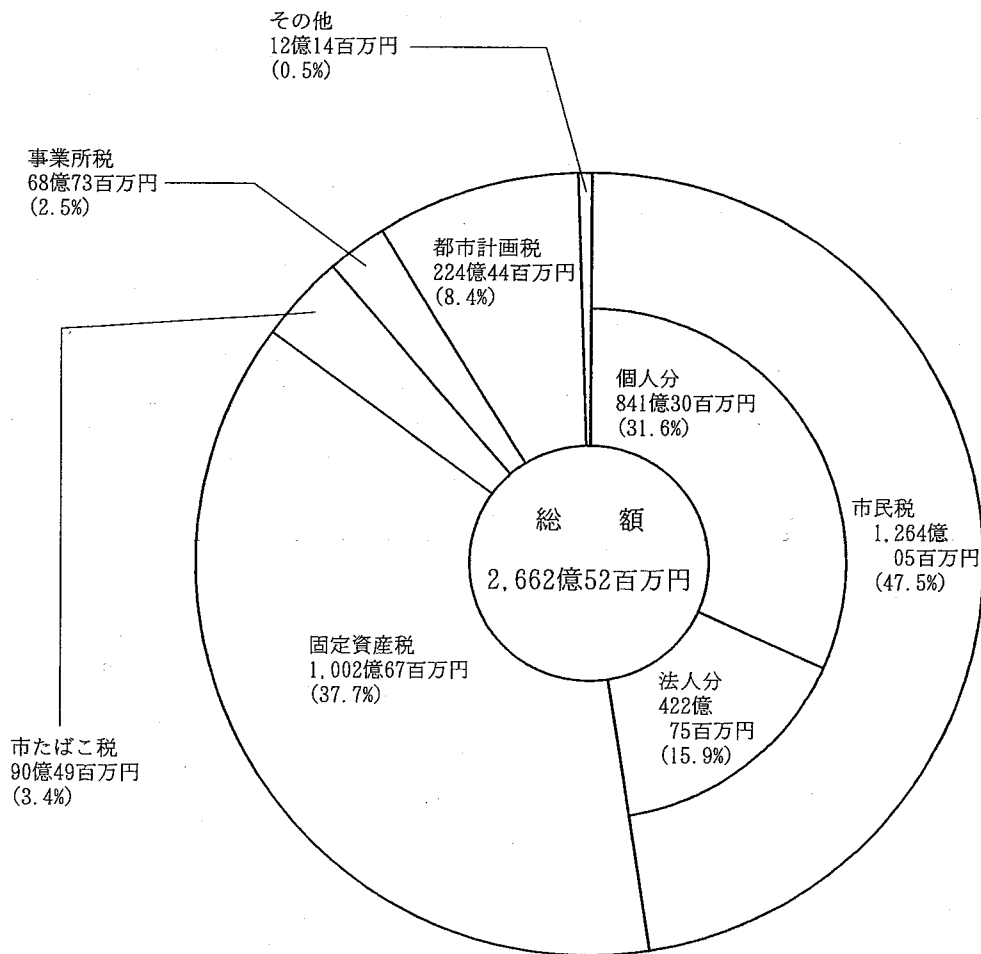 その他
12億14百万円
(0.5%)
事業所税
68億73百万円
(2.5%)
都市計画税
224億44百万円
(8.4%)
個人分
841億30百万円
(31.6%)
市民税
1,264億
05百万円
(47.5%)
総 額
2,662億52百万円
固定資産税
1,002億67百万円
(37.7%)
法人分
422億
75百万円
(15.9%)
市たばこ税
90億49百万円
(3.4%)